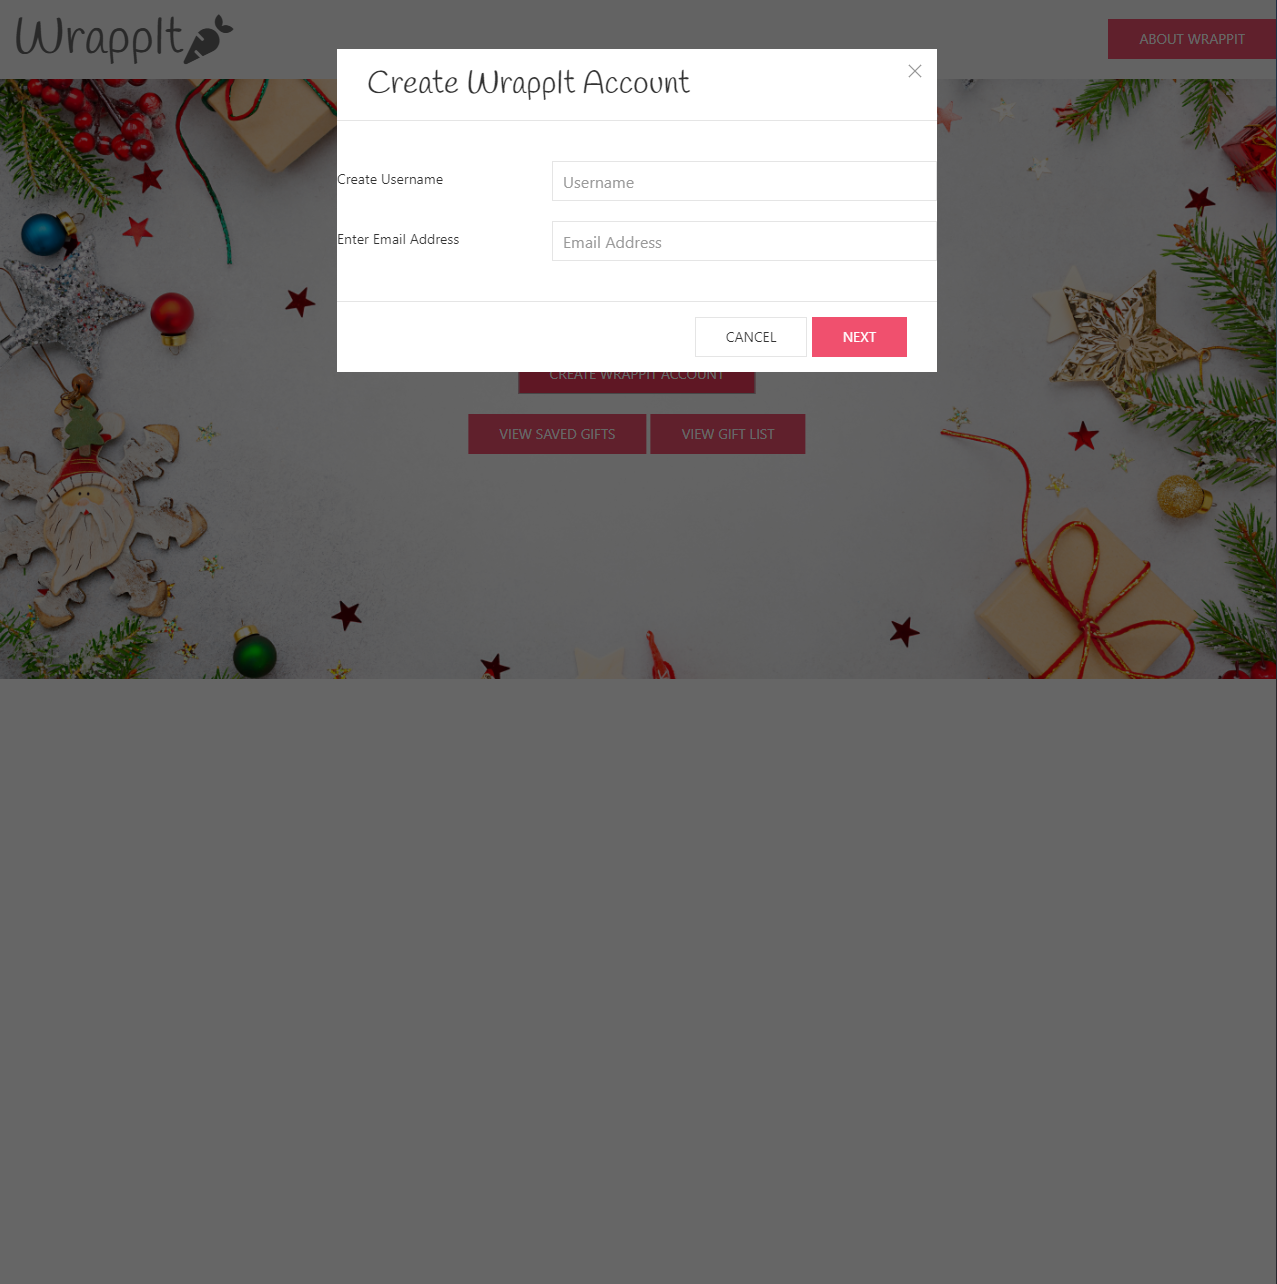 WrappIt
ABOUT WRAPPIT
Create WrappIt Account
Create Username
Username
Enter Email Address
Email Address
CANCEL
NEXT
CREATE WRAPPIT ACCOUNT
VIEW SAVED GIFTS
VIEW GIFT LIST